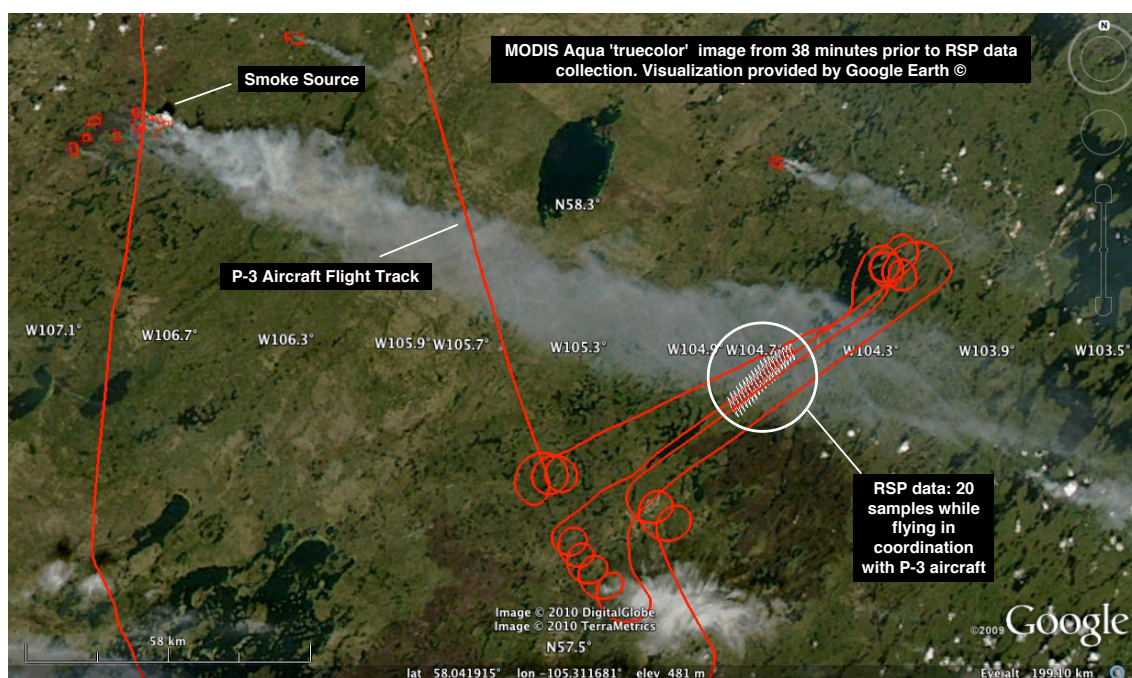 N
MODIS Aqua 'truecolor' image from 38 minutes prior to RSP data
collection. Visualization provided by Google Earth ©
Smoke Source
N58.3°
P-3 Aircraft Flight Track
W107.1° W106.7° W106.3° W105.9° W105.7° W105.3° W104.9° W104.7° W104.3° W103.9° W103.5°
RSP data: 20
samples while
flying in
coordination
with P-3 aircraft
Image © 2010 DigitalGlobe
Image © 2010 TerraMetrics
©2009 Google
58 km
N57.5°
lat 58.041915° lon -105.311681° elev 481 m
Eye alt 199.10 km